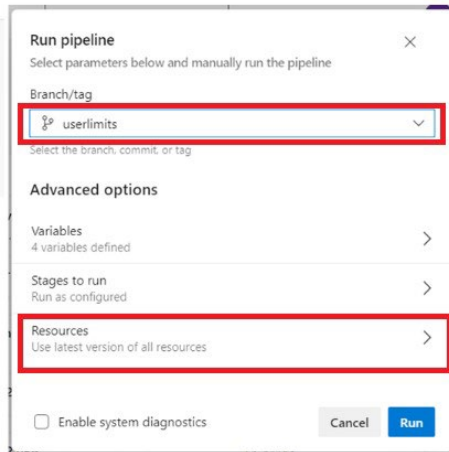 Run pipeline
Select parameters below and manually run the pipeline
Branch/tag
userlimits
Select the branch, commit, or tag
Advanced options
Variables
4 variables defined
Stages to run
Run as configured
Resources
Use latest version of all resources
Enable system diagnostics
Cancel
Run